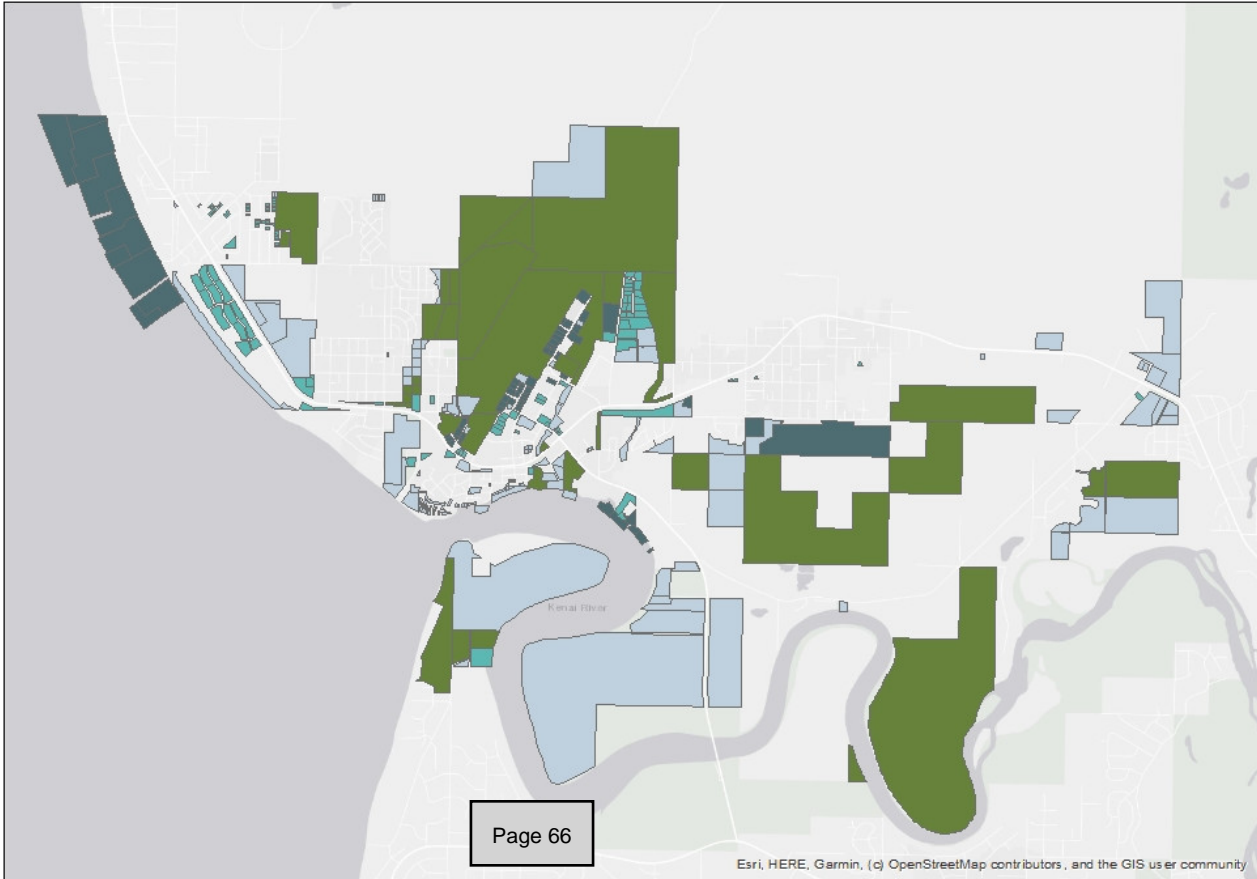 Kenai River
Page 66
Esri, HERE, Garmin, (c) OpenStreetMap contributors, and the GIS user community